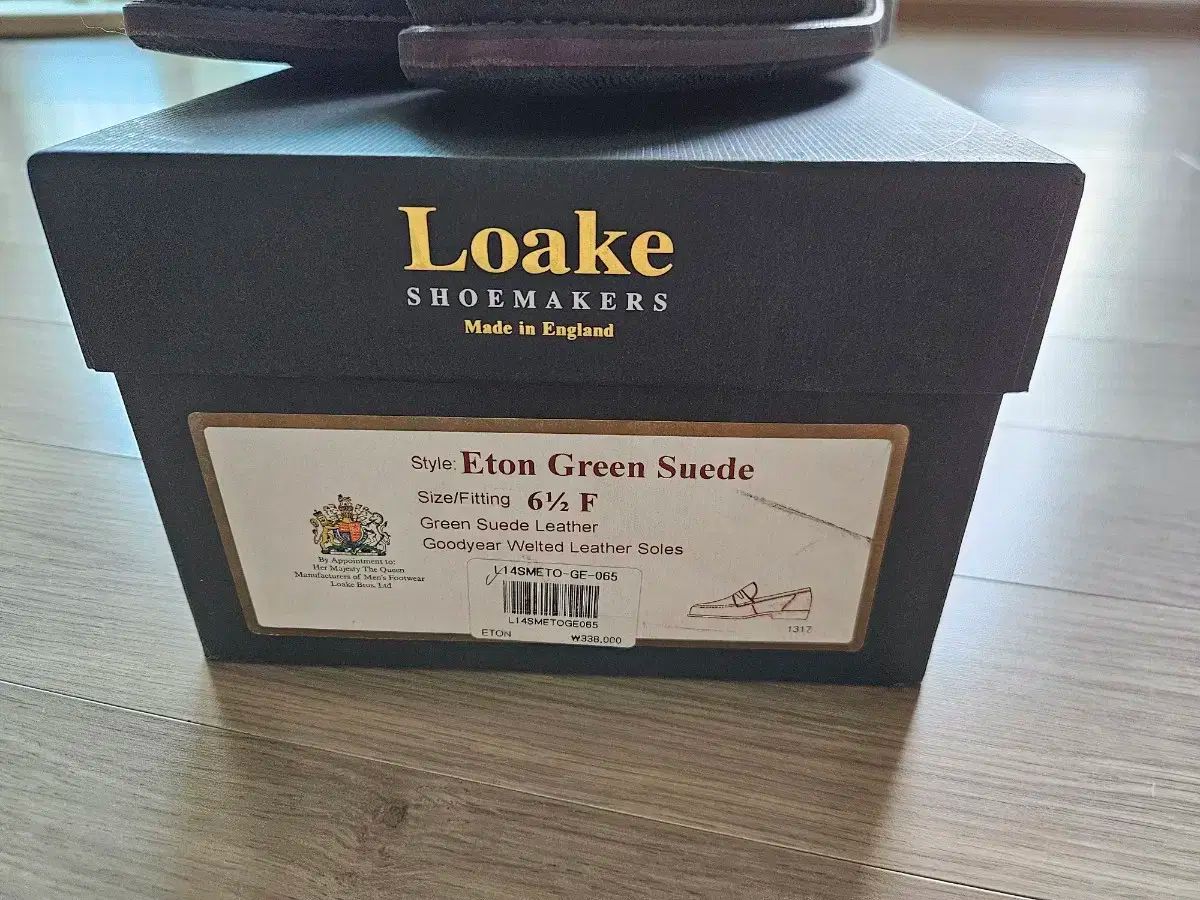 Loake
SHOEMAKERS
Made in England
Style: Eton Green Suede
Size/Fitting 6½ F
Green Suede Leather
Goodyear Welted Leather Soles
By Appointment to:
Her Majesty The Queen
Manufacturers of Men's Footwear
Loake Bros. Ltd
L14SMETO-GE-065
L14SMETOGE065
ETON ₩338,000
1317